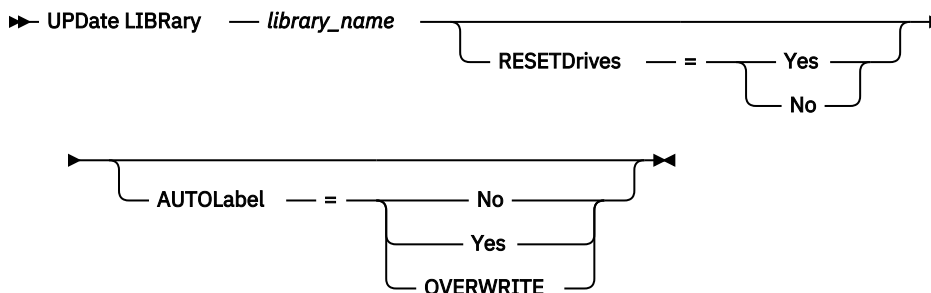 UPDate LIBRary library_name
RESETDrives = Yes
No
AUTOLabel = No
Yes
OVERWRITE